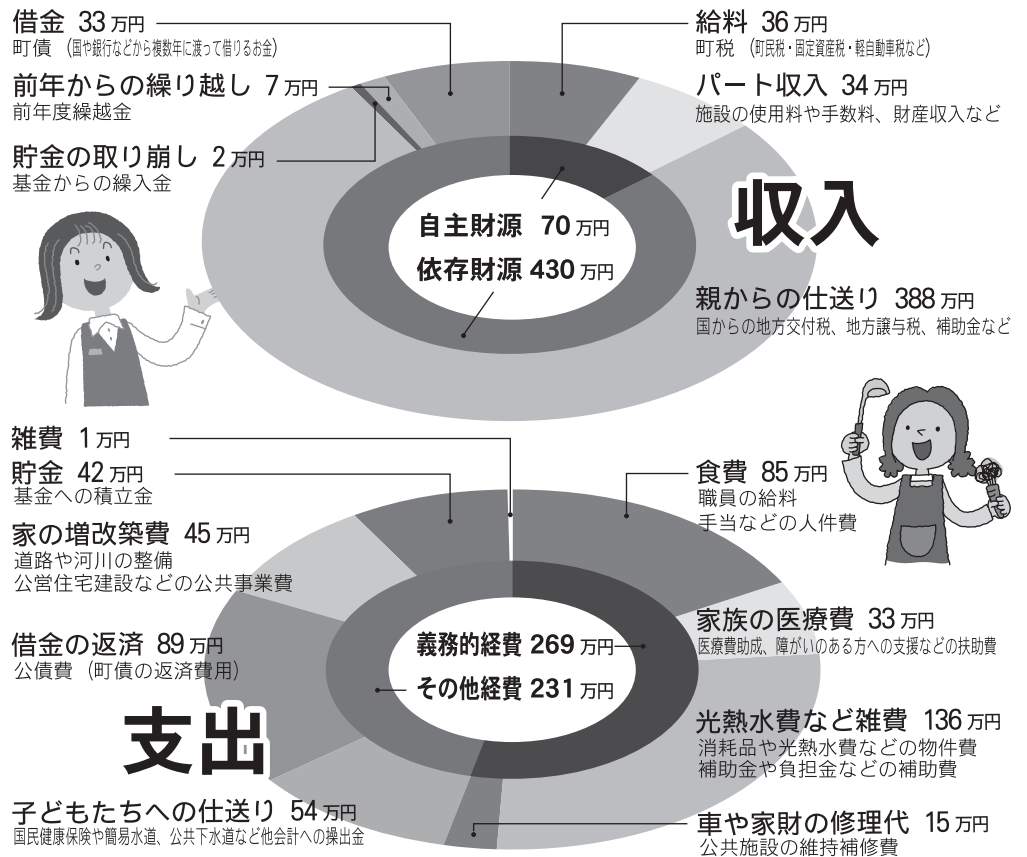 借金 33万円
町債 (国や銀行などから複数年に渡って借りるお金)
前年からの繰り越し 7万円
前年度繰越金
貯金の取り崩し 2万円
基金からの繰入金
給料 36万円
町税 (町民税・固定資産税・軽自動車税など)
パート収入 34万円
施設の使用料や手数料、財産収入など
収入
自主財源 70万円
依存財源 430万円
親からの仕送り 388万円
国からの地方交付税、地方譲与税、補助金など
雑費 1万円
貯金 42万円
基金への積立金
家の増改築費 45万円
道路や河川の整備
公営住宅建設などの公共事業費
借金の返済 89万円
公債費 (町債の返済費用)
支出
子どもたちへの仕送り 54万円
国民健康保険や簡易水道、公共下水道など他会計への操出金
義務的経費 269万円
その他経費 231万円
食費 85万円
職員の給料
手当などの人件費
家族の医療費 33万円
医療費助成、障がいのある方への支援などの扶助費
光熱水費など雑費 136万円
消耗品や光熱水費などの物件費
補助金や負担金などの補助費
車や家財の修理代 15万円
公共施設の維持補修費